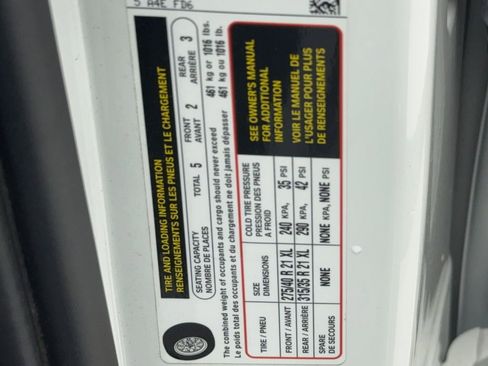 5 A4E FD6
TIRE AND LOADING INFORMATION
RENSEIGNEMENTS SUR LES PNEUS ET LE CHARGEMENT
SEATING CAPACITY
NOMBRE DE PLACES
TOTAL 5
FRONT
AVANT 2
REAR
ARRIÈRE 3
The combined weight of occupants and cargo should never exceed 461 kg or 1016 lbs.
Le poids total des occupants et du chargement ne doit jamais dépasser 461 kg ou 1016 lb.
TIRE / PNEU
SIZE
DIMENSIONS
COLD TIRE PRESSURE
PRESSION DES PNEUS
A FROID
FRONT / AVANT 275/40 R 21 XL 240 KPA, 35 PSI
REAR / ARRIÈRE 315/35 R 21 XL 290 KPA, 42 PSI
SPARE
DE SECOURS
NONE NONE KPA, NONE PSI
SEE OWNER'S MANUAL
FOR ADDITIONAL
INFORMATION
VOIR LE MANUEL DE
L'USAGER POUR PLUS
DE RENSEIGNEMENTS